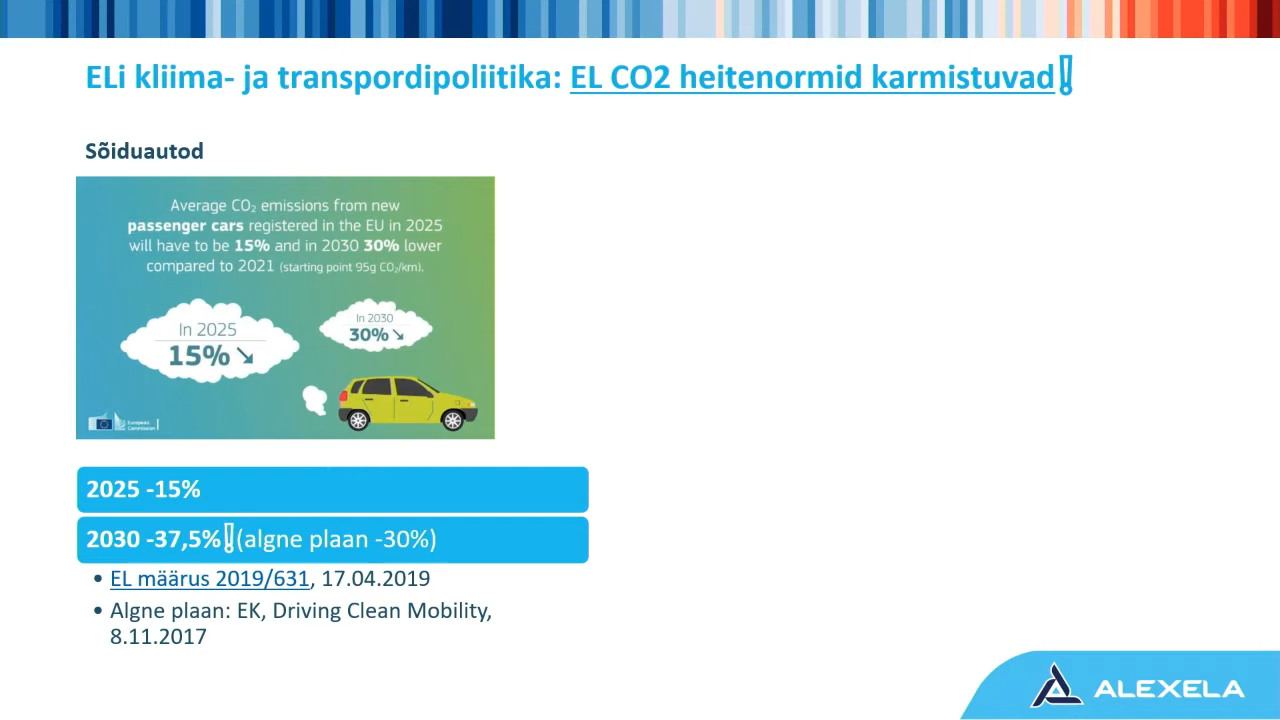 ELi kliima- ja transpordipoliitika: EL CO2 heitenormid karmistuvad❗
Sõiduautod
Average CO₂ emissions from new
passenger cars registered in the EU in 2025
will have to be 15% and in 2030 30% lower
compared to 2021 (starting point 95g CO₂/km).
In 2025
15% ↘
In 2030
30% ↘
European
Commission
2025 -15%
2030 -37,5%❗(algne plaan -30%)
• EL määrus 2019/631, 17.04.2019
• Algne plaan: EK, Driving Clean Mobility,
8.11.2017
ALEXELA